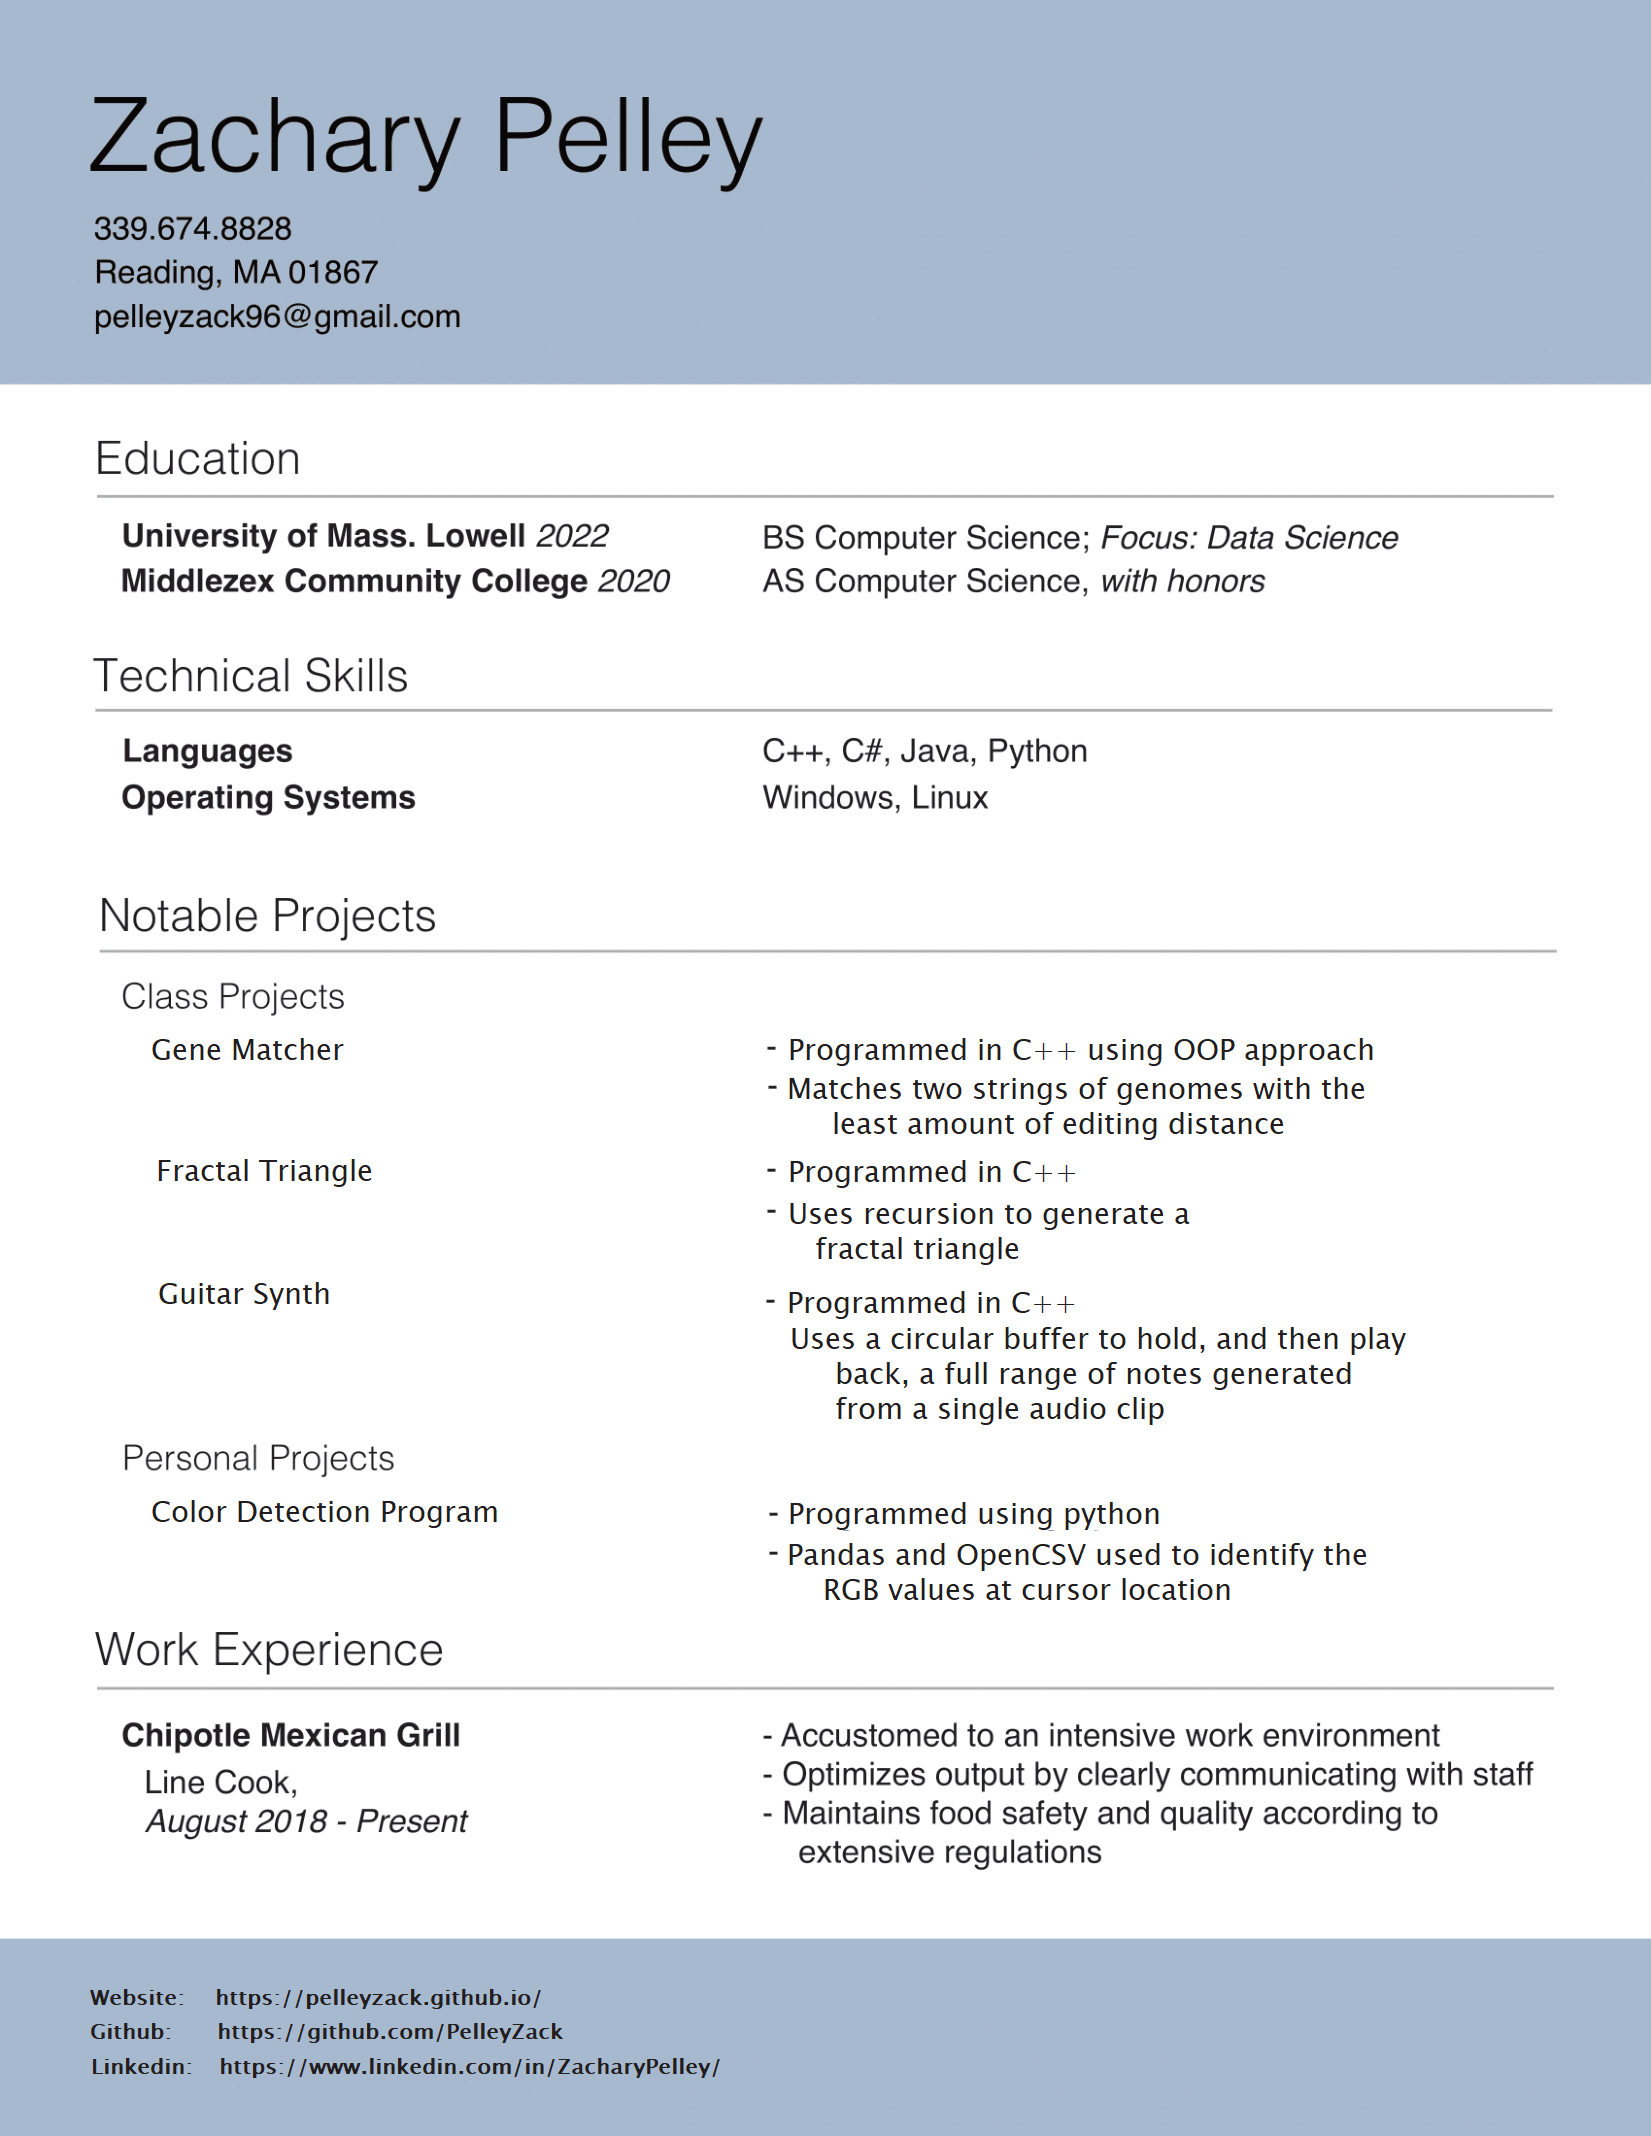 Zachary Pelley
339.674.8828
Reading, MA 01867
pelleyzack96@gmail.com
Education
University of Mass. Lowell 2022 BS Computer Science; Focus: Data Science
Middlezex Community College 2020 AS Computer Science, with honors
Technical Skills
Languages C++, C#, Java, Python
Operating Systems Windows, Linux
Notable Projects
Class Projects
Gene Matcher - Programmed in C++ using OOP approach
- Matches two strings of genomes with the
least amount of editing distance
Fractal Triangle - Programmed in C++
- Uses recursion to generate a
fractal triangle
Guitar Synth - Programmed in C++
Uses a circular buffer to hold, and then play
back, a full range of notes generated
from a single audio clip
Personal Projects
Color Detection Program - Programmed using python
- Pandas and OpenCSV used to identify the
RGB values at cursor location
Work Experience
Chipotle Mexican Grill - Accustomed to an intensive work environment
Line Cook, - Optimizes output by clearly communicating with staff
August 2018 - Present - Maintains food safety and quality according to
extensive regulations
Website: https://pelleyzack.github.io/
Github: https://github.com/PelleyZack
Linkedin: https://www.linkedin.com/in/ZacharyPelley/